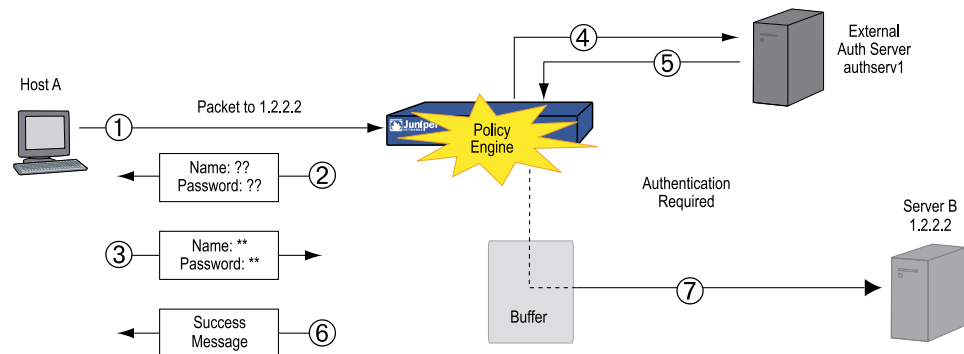 ④
External
Auth Server
authserv1
⑤
Host A
Packet to 1.2.2.2
①
Juniper
Policy
Engine
Name: ??
Password: ??
②
Authentication
Required
Server B
1.2.2.2
③
Name: **
Password: **
⑦
Buffer
Success
Message
⑥